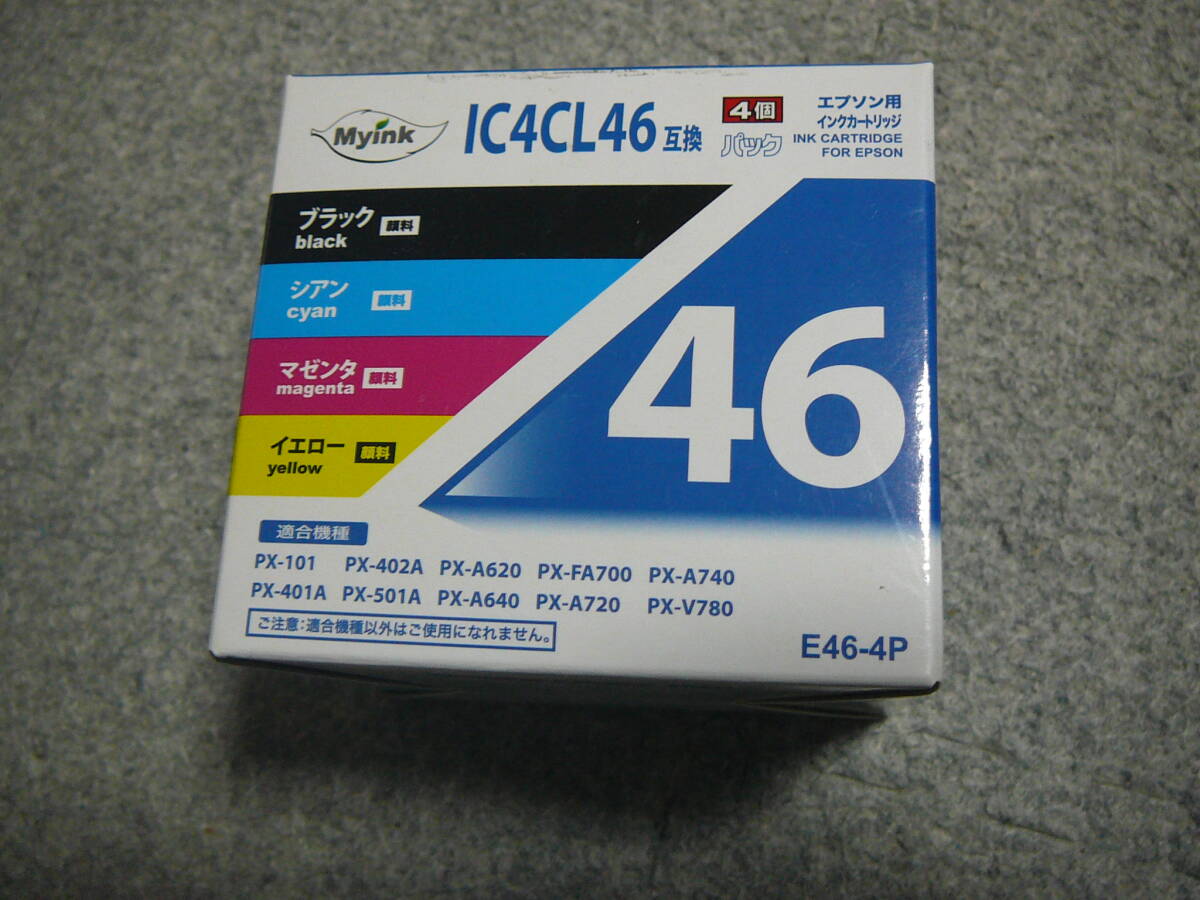 Myink
IC4CL46 互換
4個
パック
エプソン用
インクカートリッジ
INK CARTRIDGE
FOR EPSON
ブラック 顔料
black
シアン 顔料
cyan
マゼンタ 顔料
magenta
イエロー 顔料
yellow
46
適合機種
PX-101 PX-402A PX-A620 PX-FA700 PX-A740
PX-401A PX-501A PX-A640 PX-A720 PX-V780
ご注意:適合機種以外はご使用になれません。
E46-4P